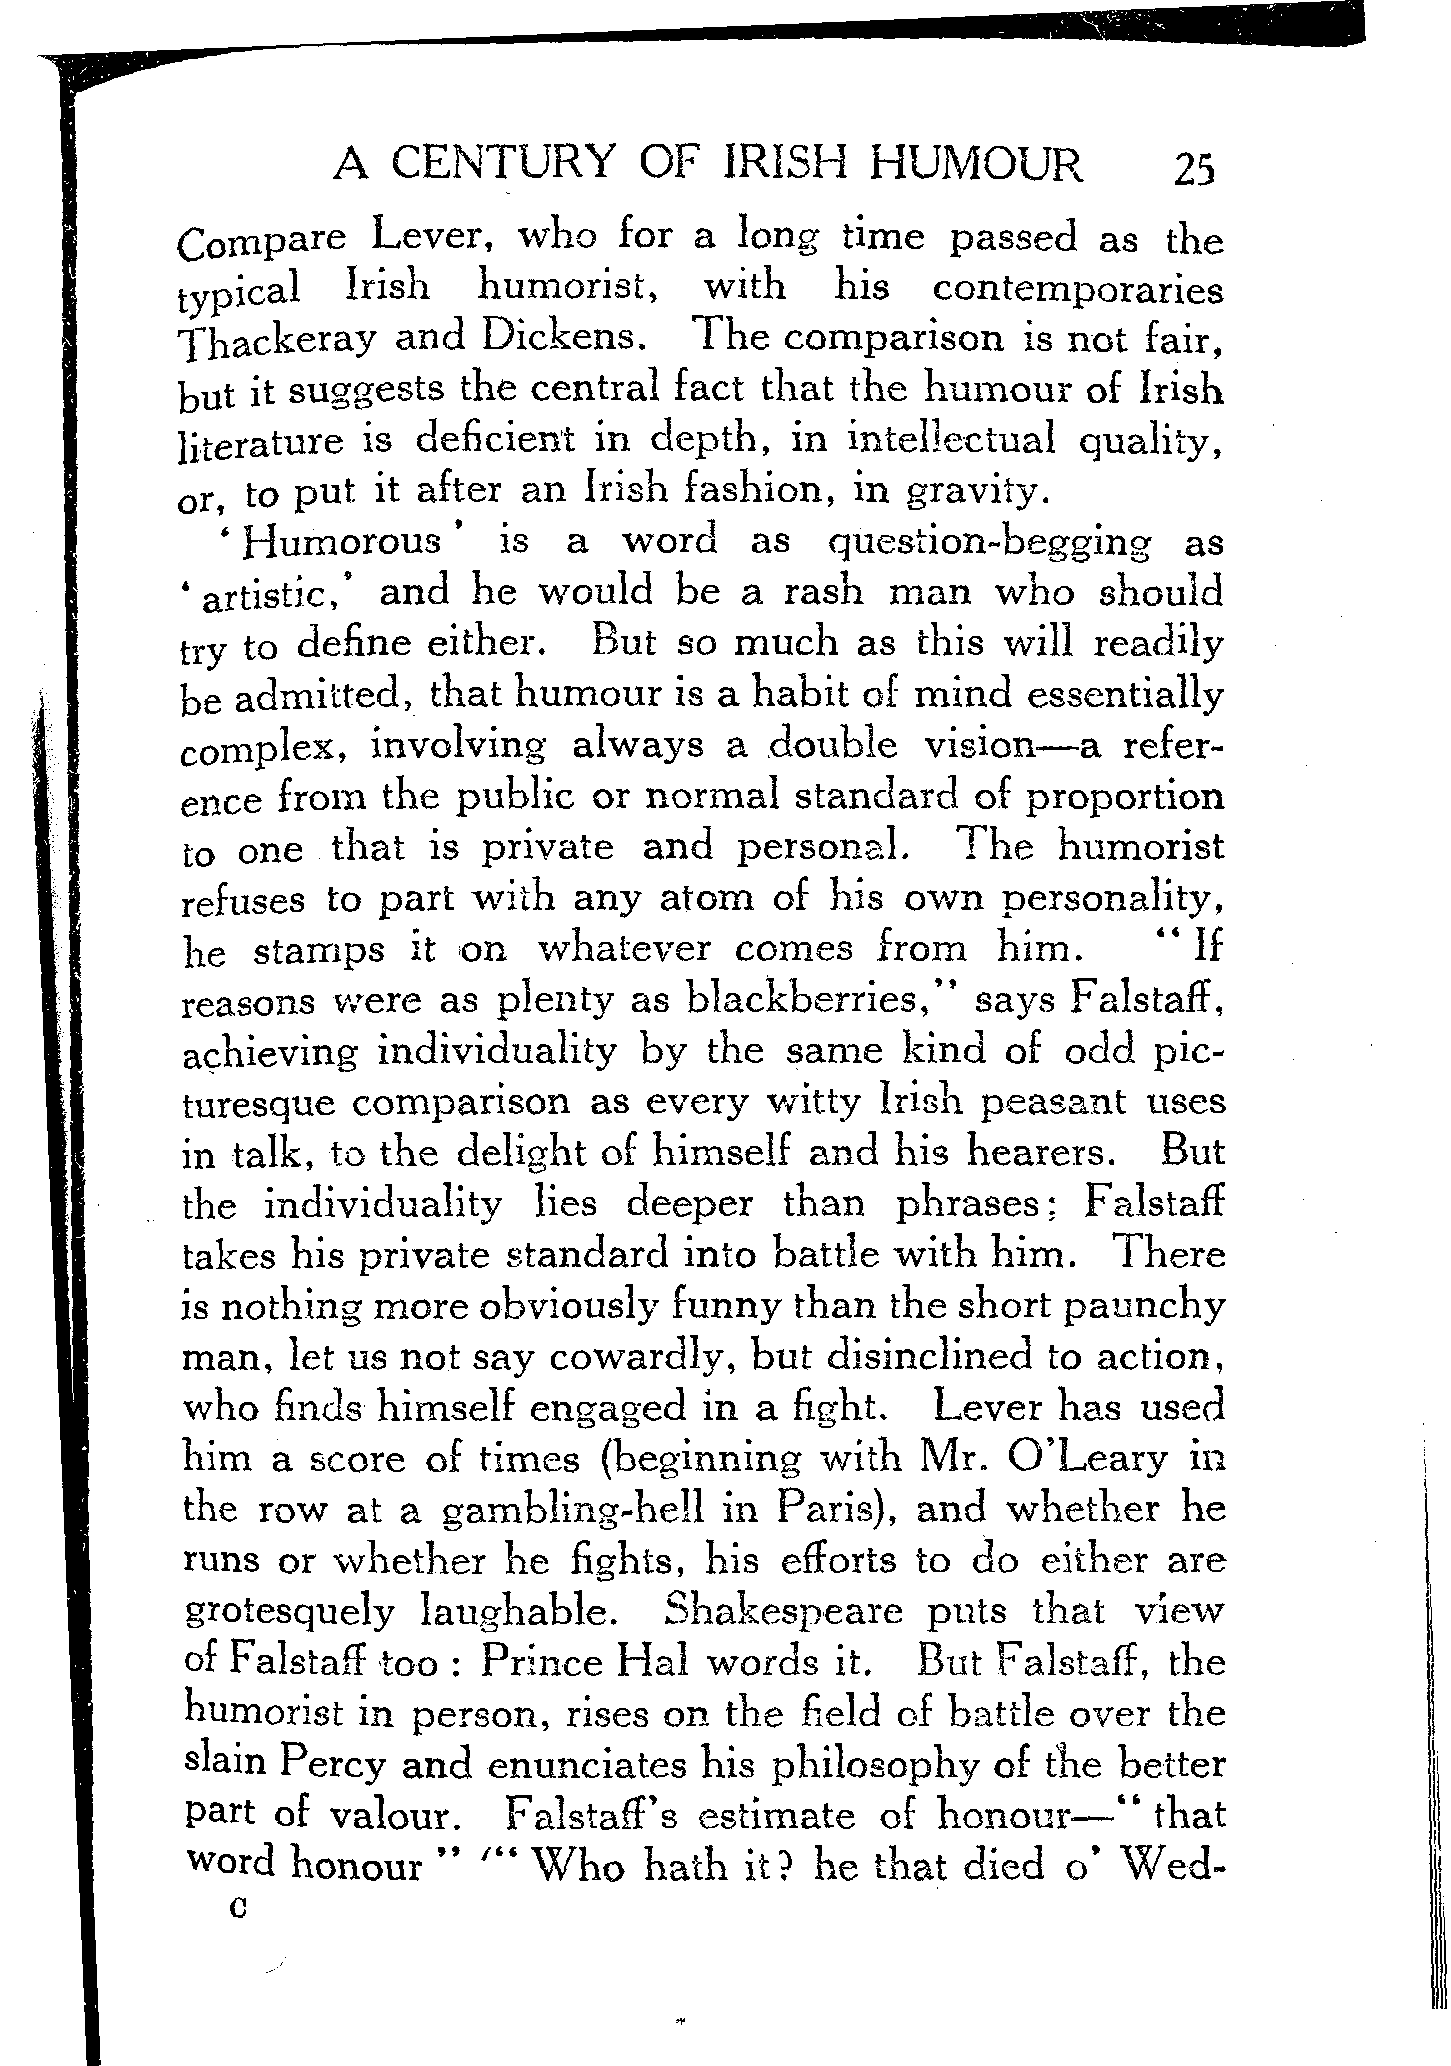 A CENTURY OF IRISH HUMOUR 25
Compare Lever, who for a long time passed as the
typical Irish humorist, with his contemporaries
Thackeray and Dickens. The comparison is not fair,
but it suggests the central fact that the humour of Irish
literature is deficient in depth, in intellectual quality,
or, to put it after an Irish fashion, in gravity.
‘Humorous’ is a word as question-begging as
‘artistic,’ and he would be a rash man who should
try to define either. But so much as this will readily
be admitted, that humour is a habit of mind essentially
complex, involving always a double vision—a refer-
ence from the public or normal standard of proportion
to one that is private and personal. The humorist
refuses to part with any atom of his own personality,
he stamps it on whatever comes from him. “If
reasons were as plenty as blackberries,” says Falstaff,
achieving individuality by the same kind of odd pic-
turesque comparison as every witty Irish peasant uses
in talk, to the delight of himself and his hearers. But
the individuality lies deeper than phrases; Falstaff
takes his private standard into battle with him. There
is nothing more obviously funny than the short paunchy
man, let us not say cowardly, but disinclined to action,
who finds himself engaged in a fight. Lever has used
him a score of times (beginning with Mr. O’Leary in
the row at a gambling-hell in Paris), and whether he
runs or whether he fights, his efforts to do either are
grotesquely laughable. Shakespeare puts that view
of Falstaff too : Prince Hal words it. But Falstaff, the
humorist in person, rises on the field of battle over the
slain Percy and enunciates his philosophy of the better
part of valour. Falstaff’s estimate of honour—“that
word honour” (“Who hath it? he that died o’ Wed-
C